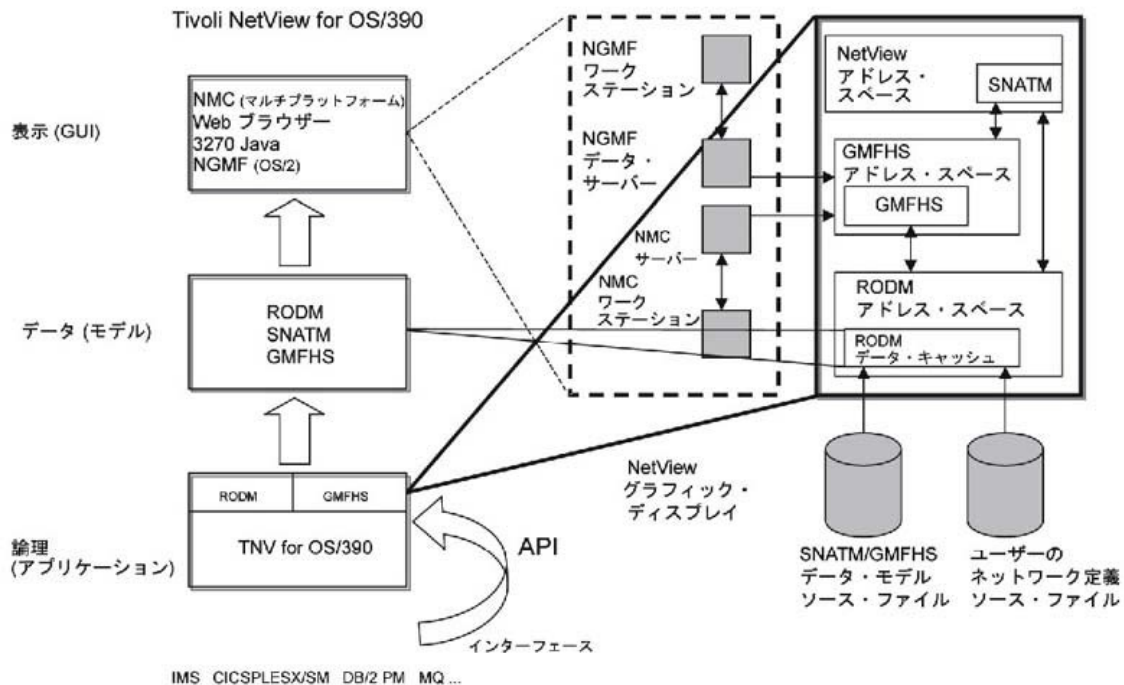 Tivoli NetView for OS/390
表示 (GUI)
NMC (マルチプラットフォーム)
Web ブラウザー
3270 Java
NGMF (OS/2)
データ (モデル)
RODM
SNATM
GMFHS
論理
(アプリケーション)
RODM
GMFHS
TNV for OS/390
API
インターフェース
IMS CICSPLESX/SM DB/2 PM MQ ...
NGMF
ワーク
ステーション
NGMF
データ・
サーバー
NMC
サーバー
NMC
ワーク
ステーション
NetView
グラフィック・
ディスプレイ
NetView
アドレス・
スペース
SNATM
GMFHS
アドレス・スペース
GMFHS
RODM
アドレス・スペース
RODM
データ・キャッシュ
SNATM/GMFHS
データ・モデル
ソース・ファイル
ユーザーの
ネットワーク定義
ソース・ファイル